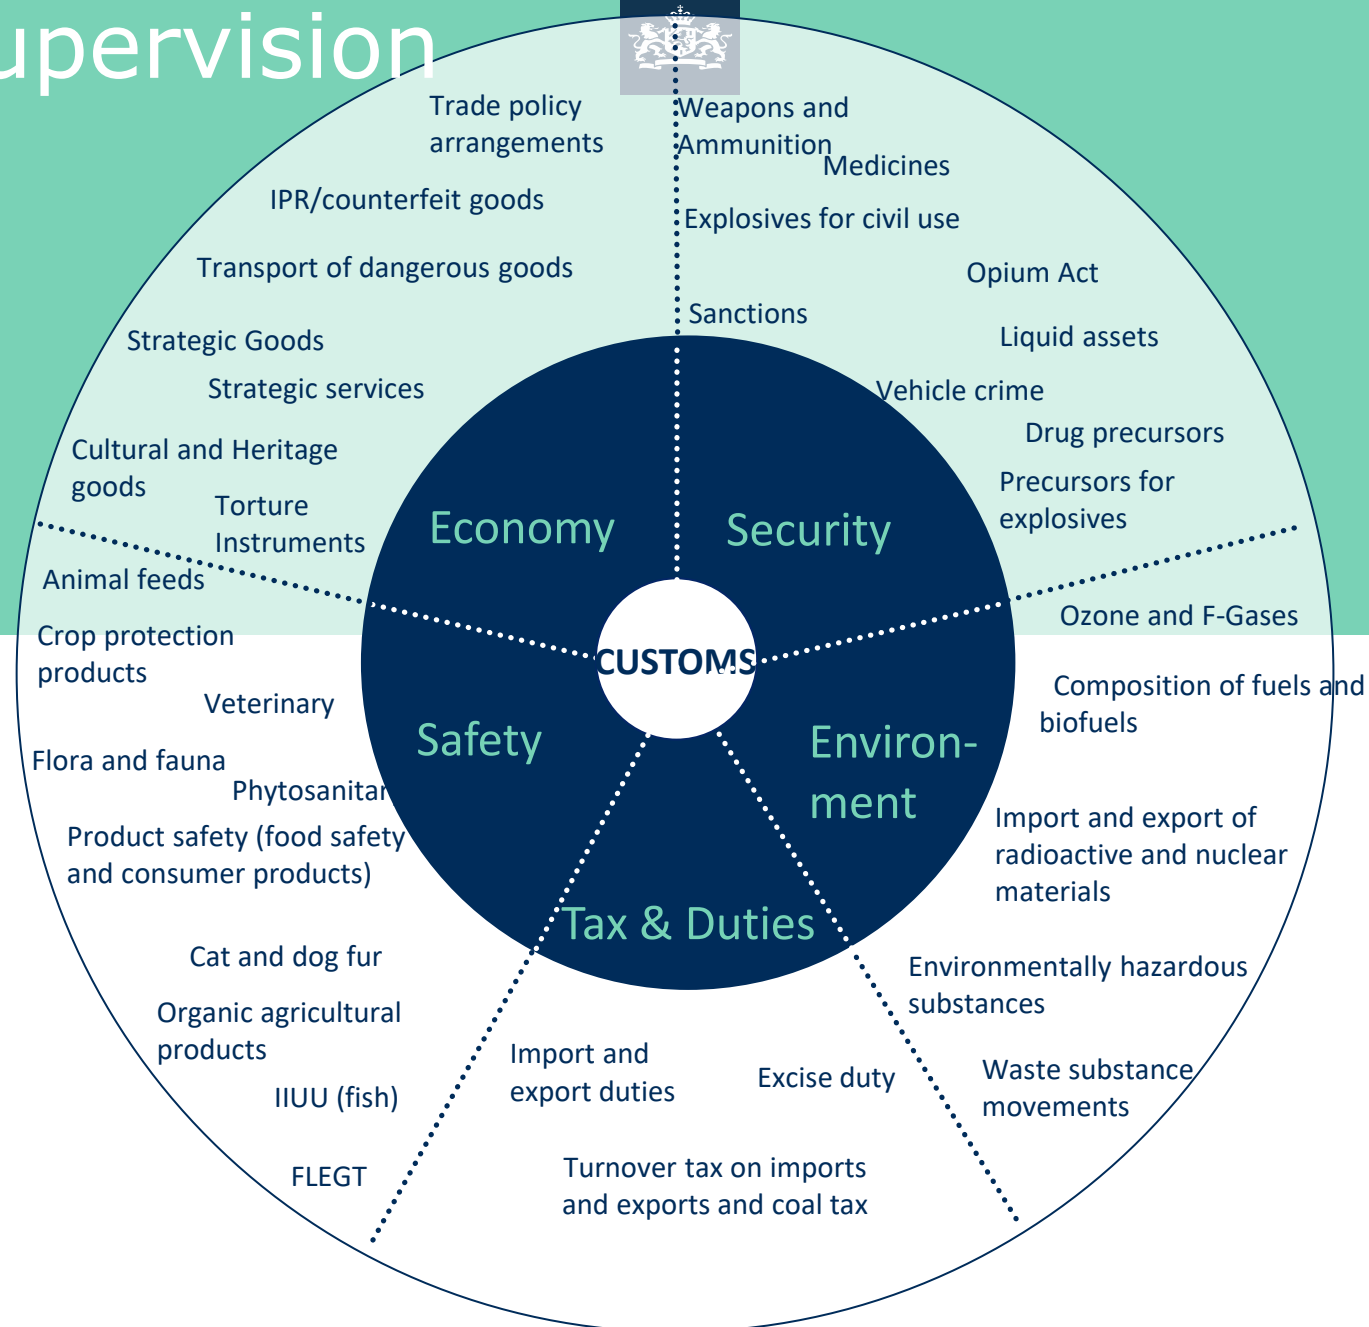 upervision
Trade policy
arrangements
IPR/counterfeit goods
Transport of dangerous goods
Strategic Goods
Strategic services
Cultural and Heritage
goods
Torture
Instruments
Weapons and
Ammunition
Medicines
Explosives for civil use
Opium Act
Sanctions
Liquid assets
Vehicle crime
Drug precursors
Precursors for
explosives
Economy
Security
CUSTOMS
Safety
Environ-
ment
Tax & Duties
Animal feeds
Crop protection
products
Veterinary
Flora and fauna
Phytosanitar
Product safety (food safety
and consumer products)
Cat and dog fur
Organic agricultural
products
IIUU (fish)
FLEGT
Ozone and F-Gases
Composition of fuels and
biofuels
Import and export of
radioactive and nuclear
materials
Environmentally hazardous
substances
Waste substance
movements
Import and
export duties
Excise duty
Turnover tax on imports
and exports and coal tax